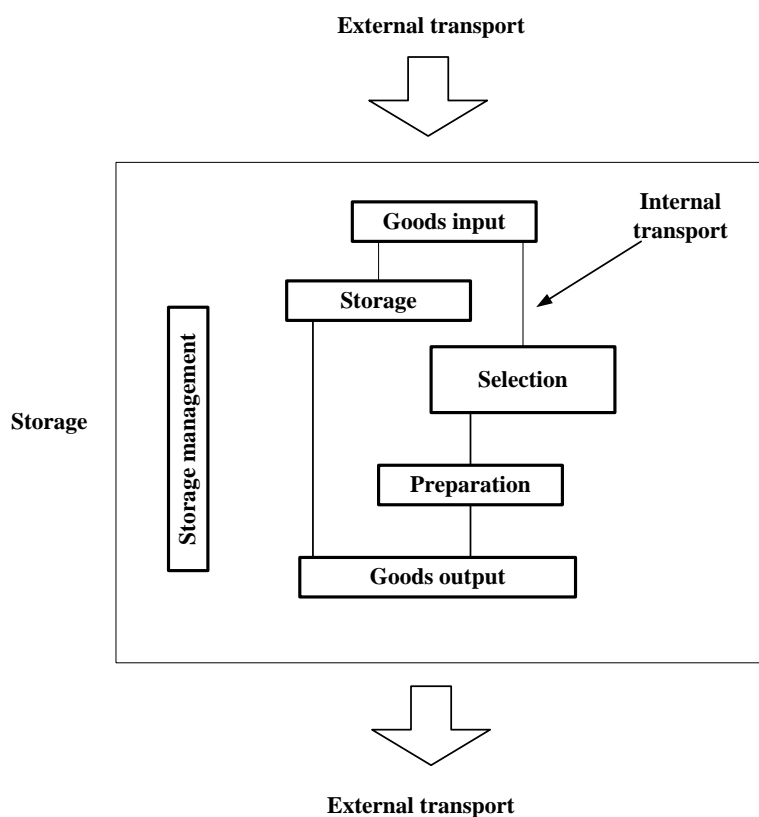 External transport
Goods input
Internal
transport
Storage
Selection
Storage management
Storage
Preparation
Goods output
External transport